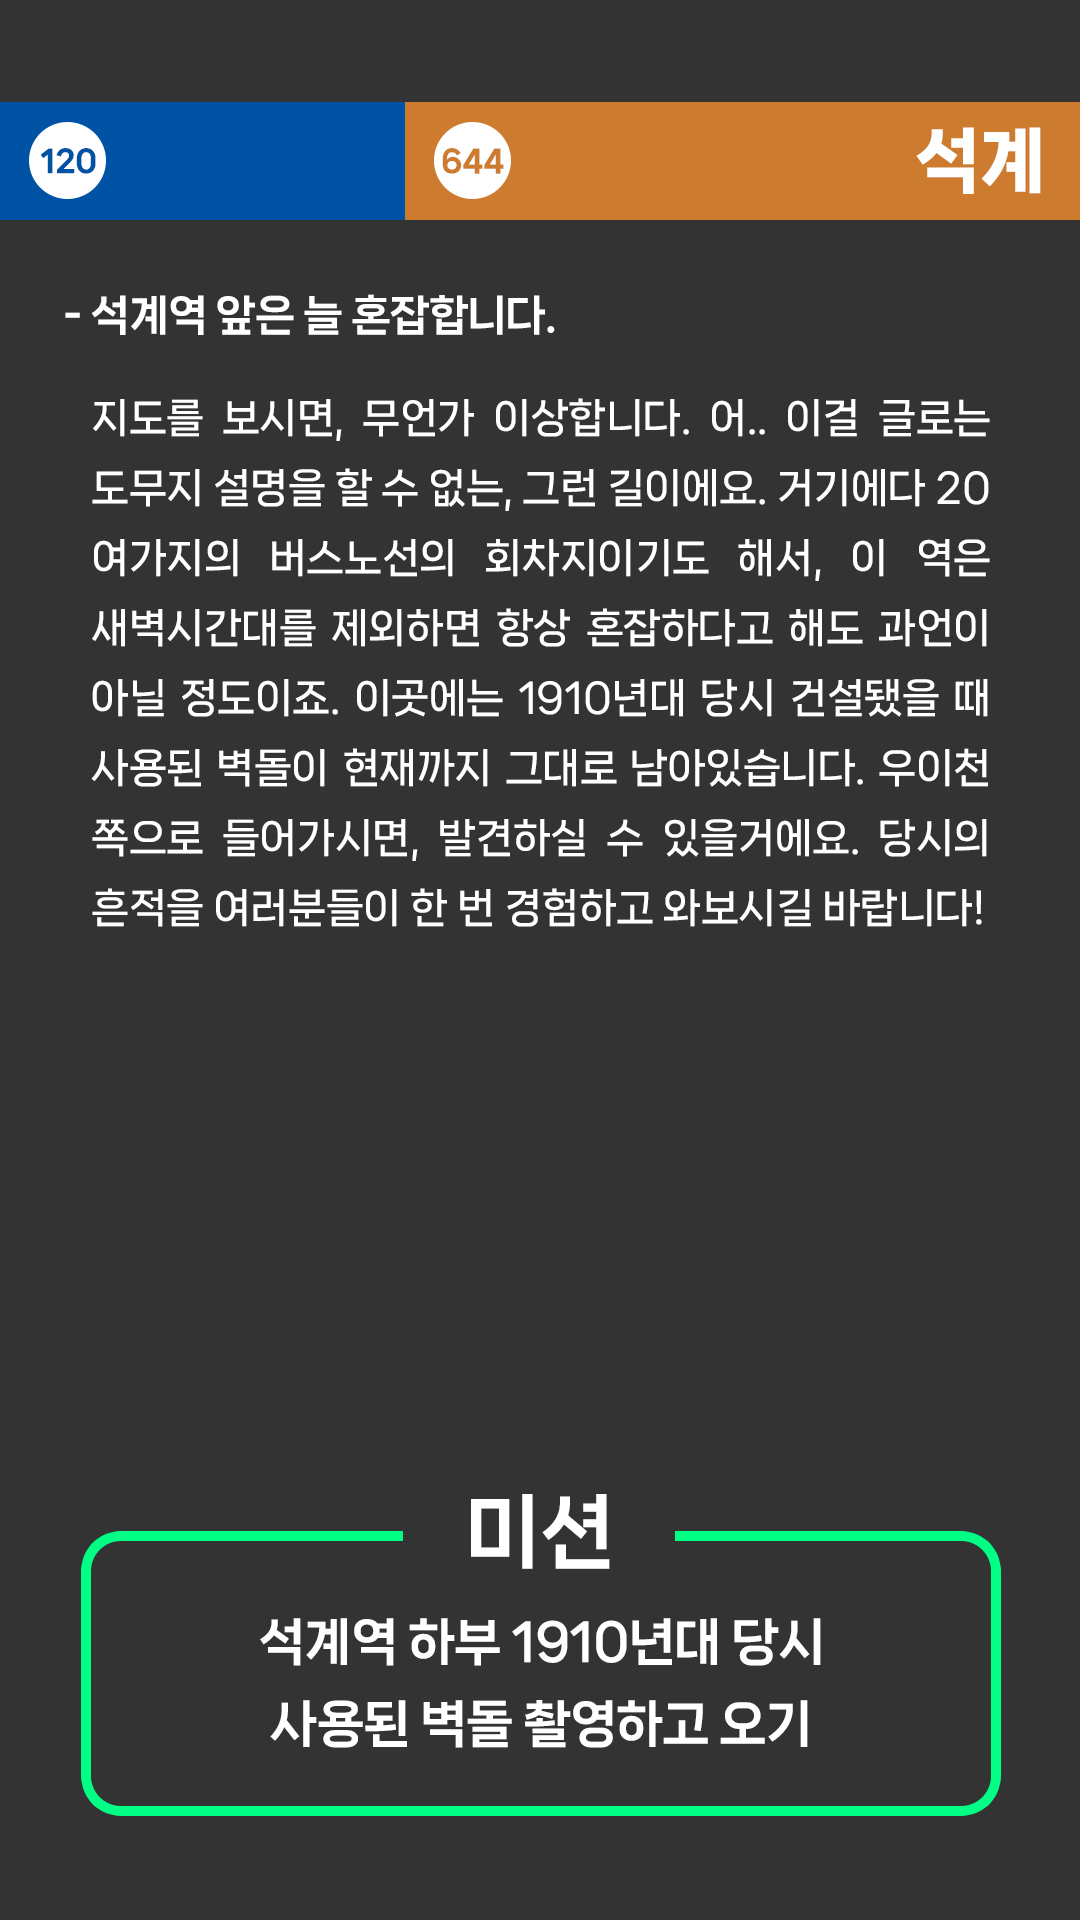 120
644
석계
- 석계역 앞은 늘 혼잡합니다.
지도를 보시면, 무언가 이상합니다. 어.. 이걸 글로는
도무지 설명을 할 수 없는, 그런 길이에요. 거기에다 20
여가지의 버스노선의 회차지이기도 해서, 이 역은
새벽시간대를 제외하면 항상 혼잡하다고 해도 과언이
아닐 정도이죠. 이곳에는 1910년대 당시 건설됐을 때
사용된 벽돌이 현재까지 그대로 남아있습니다. 우이천
쪽으로 들어가시면, 발견하실 수 있을거에요. 당시의
흔적을 여러분들이 한 번 경험하고 와보시길 바랍니다!
미션
석계역 하부 1910년대 당시
사용된 벽돌 촬영하고 오기